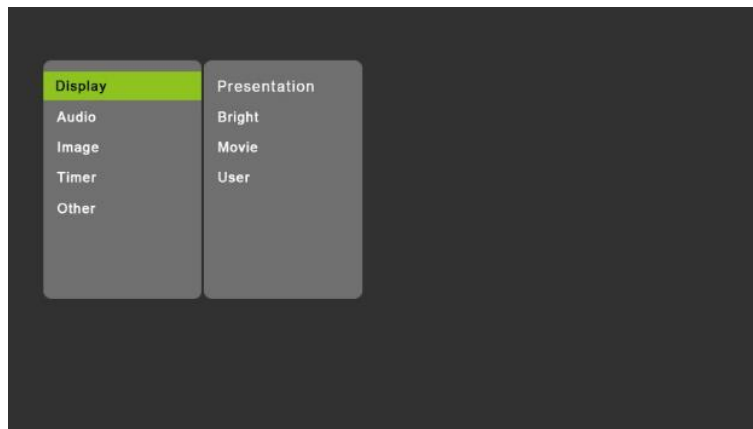 Display
Audio
Image
Timer
Other
Presentation
Bright
Movie
User